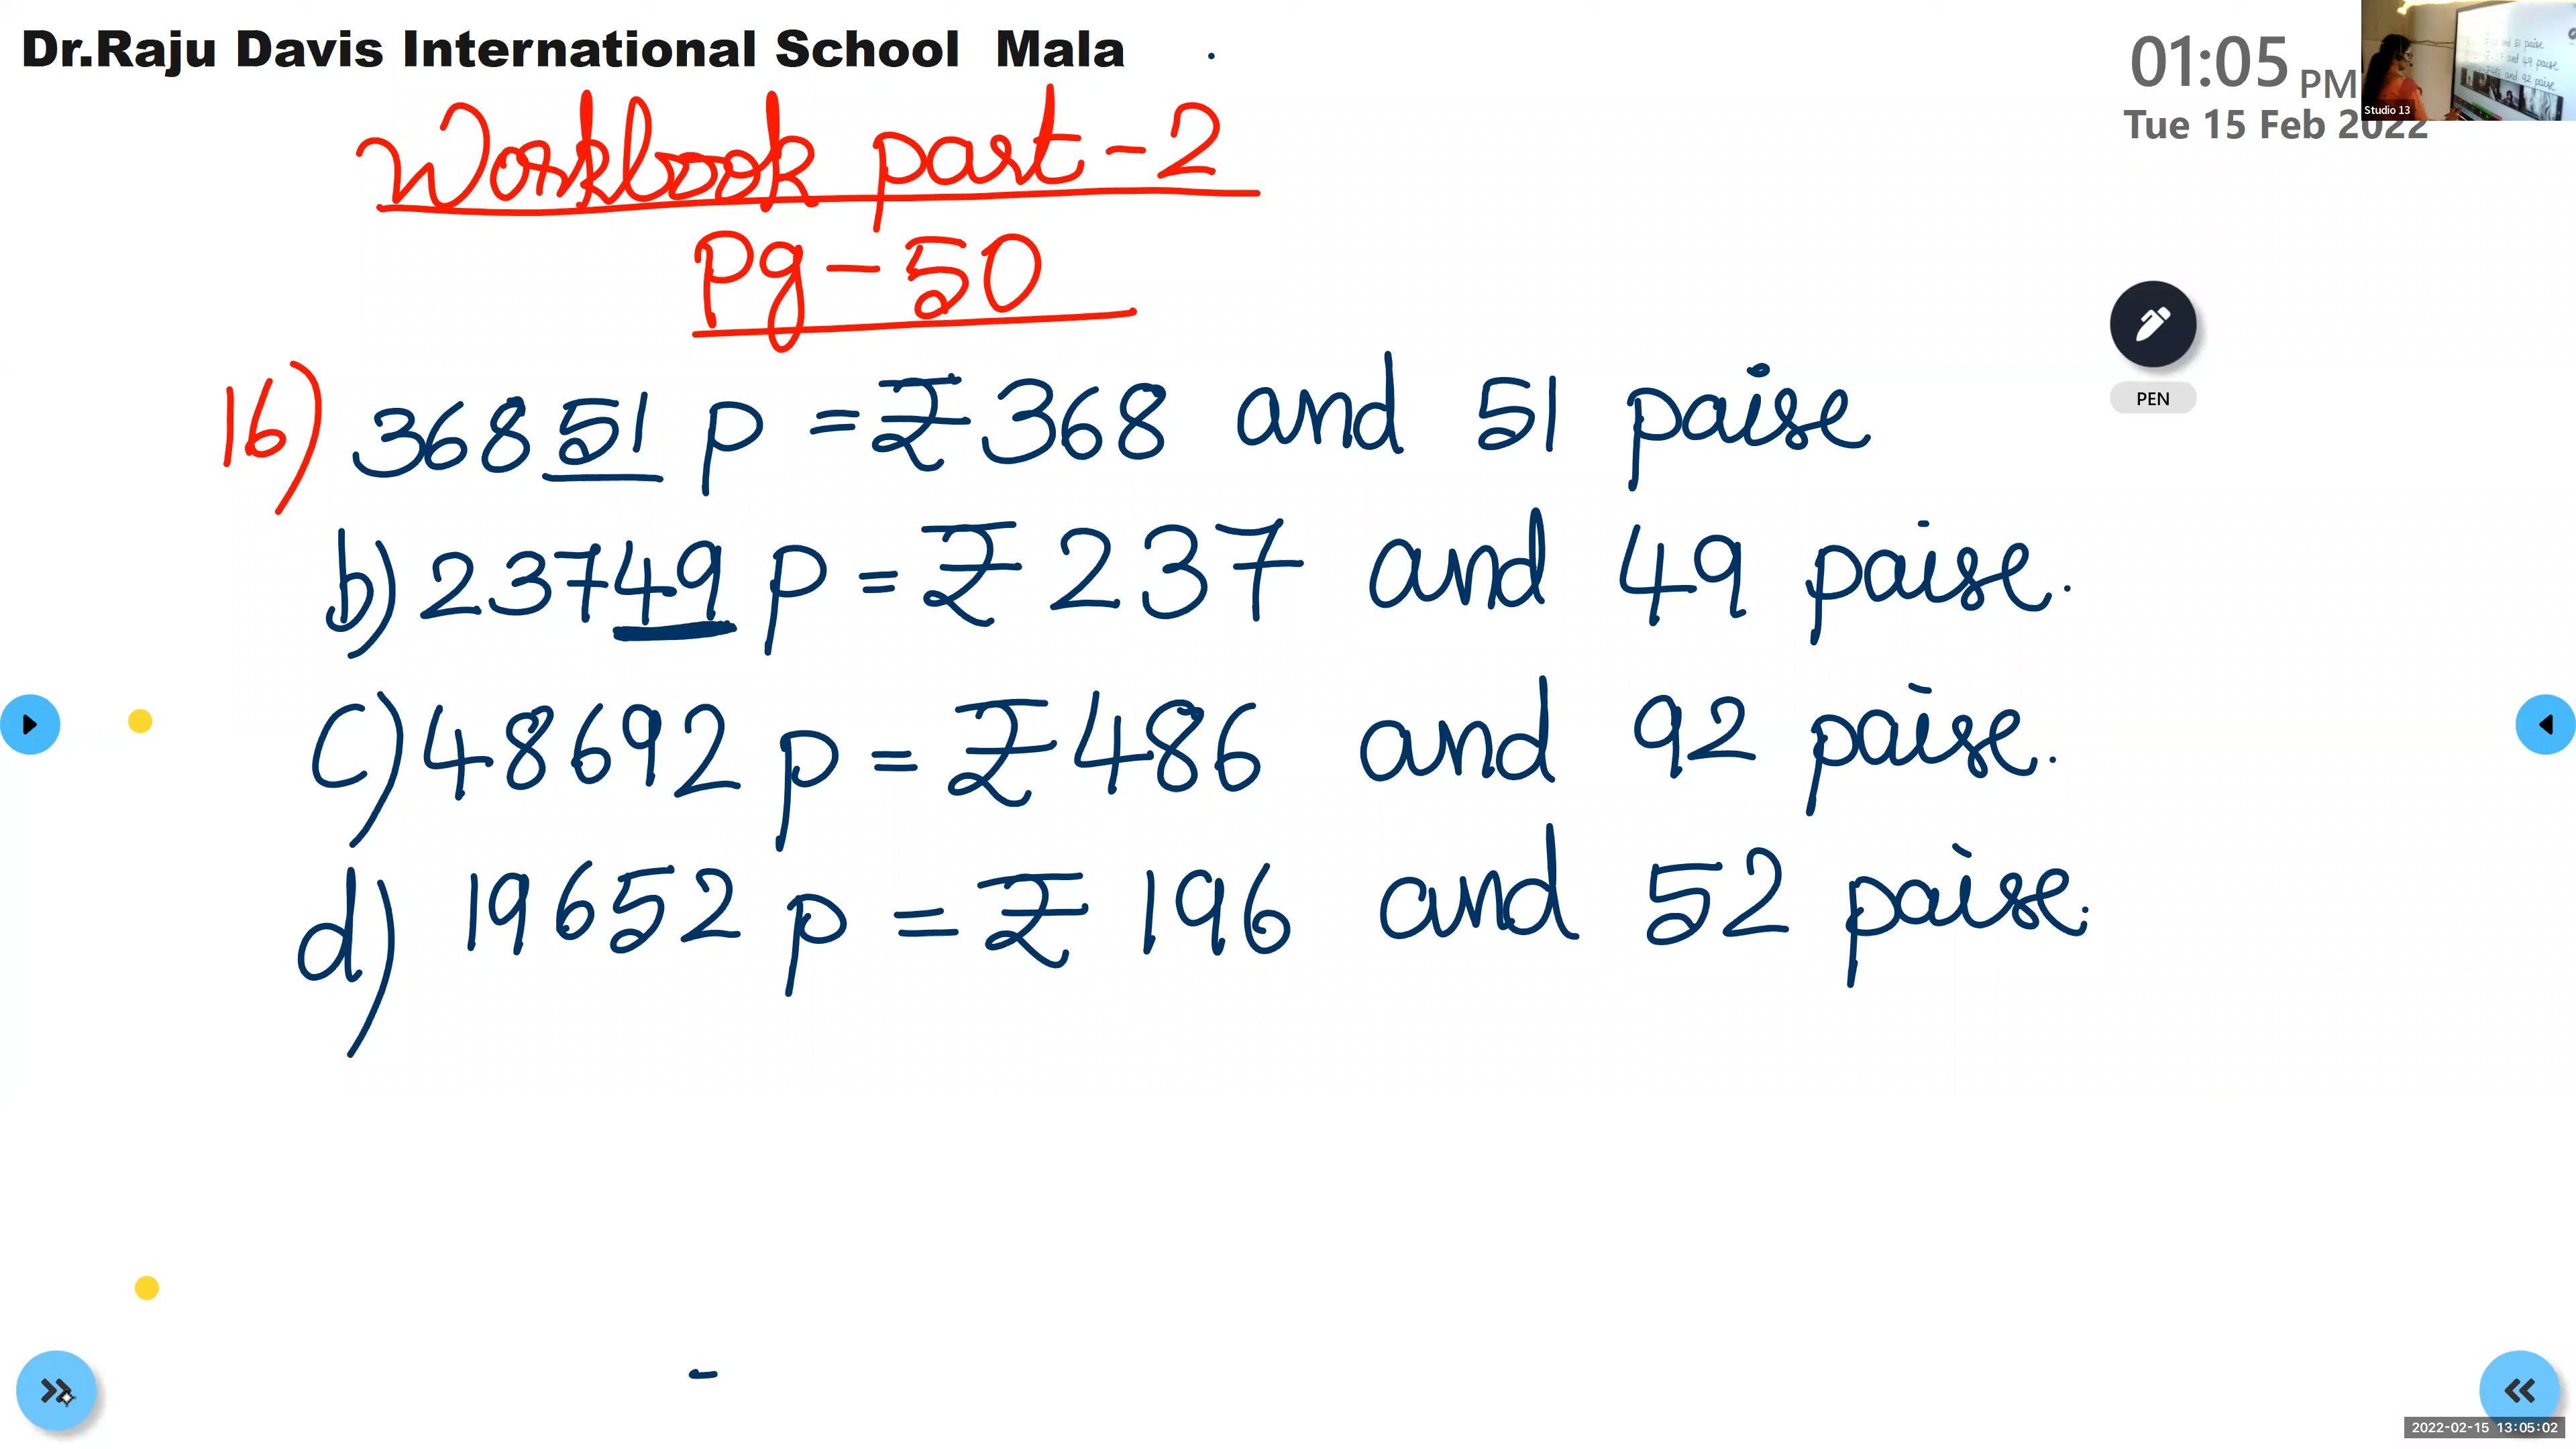 Dr.Raju Davis International School Mala
01:05 PM
Tue 15 Feb 2022
Studio 13
Workbook part-2
Pg-50
PEN
16) 36851 p = ₹368 and 51 paise
b) 23749 p = ₹237 and 49 paise.
c) 48692 p = ₹486 and 92 paise.
d) 19652 p = ₹196 and 52 paise.
2022-02-15 13:05:02